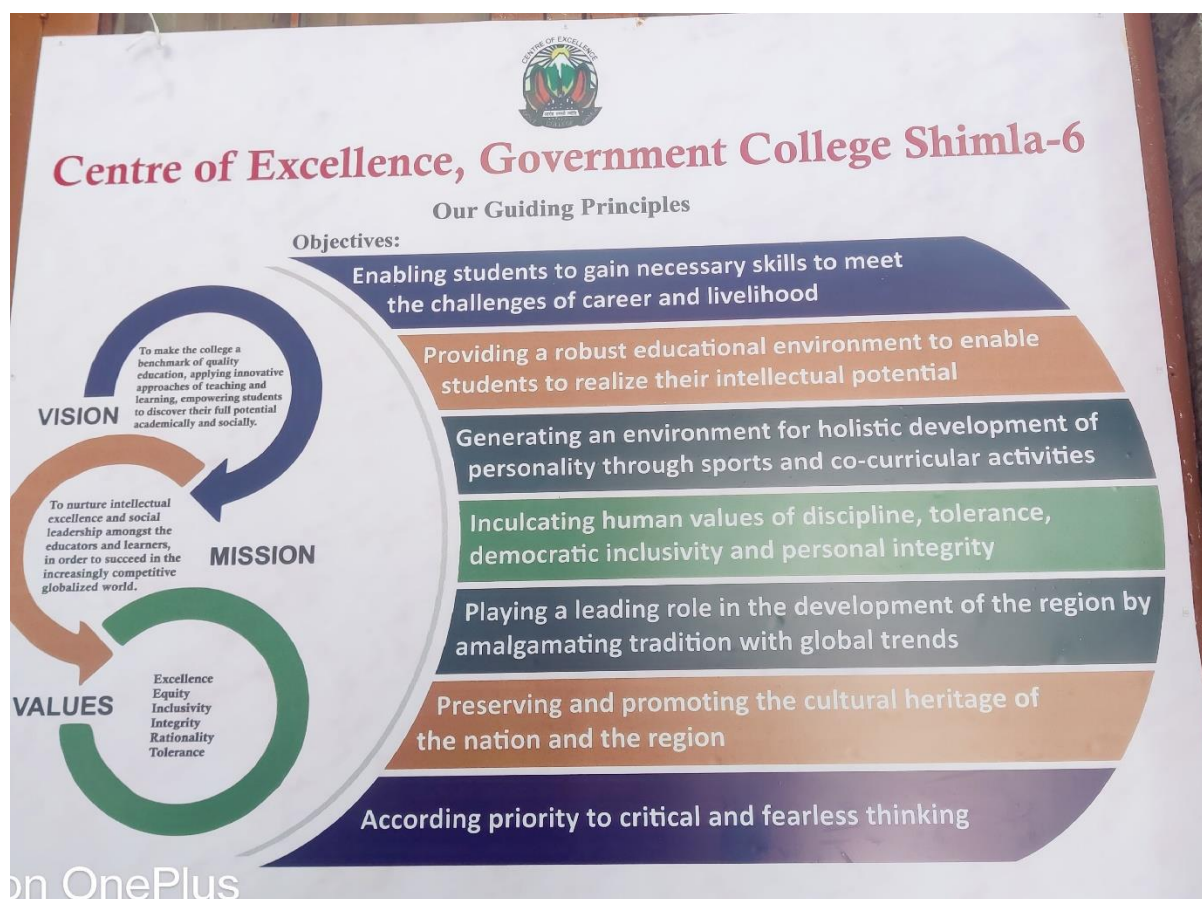 CENTRE OF EXCELLENCE
Centre of Excellence, Government College Shimla-6
Our Guiding Principles
Objectives:
Enabling students to gain necessary skills to meet
the challenges of career and livelihood
Providing a robust educational environment to enable
students to realize their intellectual potential
Generating an environment for holistic development of
personality through sports and co-curricular activities
Inculcating human values of discipline, tolerance,
democratic inclusivity and personal integrity
Playing a leading role in the development of the region by
amalgamating tradition with global trends
Preserving and promoting the cultural heritage of
the nation and the region
According priority to critical and fearless thinking
VISION
To make the college a
benchmark of quality
education, applying innovative
approaches of teaching and
learning, empowering students
to discover their full potential
academically and socially.
MISSION
To nurture intellectual
excellence and social
leadership amongst the
educators and learners,
in order to succeed in the
increasingly competitive
globalized world.
VALUES
Excellence
Equity
Inclusivity
Integrity
Rationality
Tolerance
on OnePlus